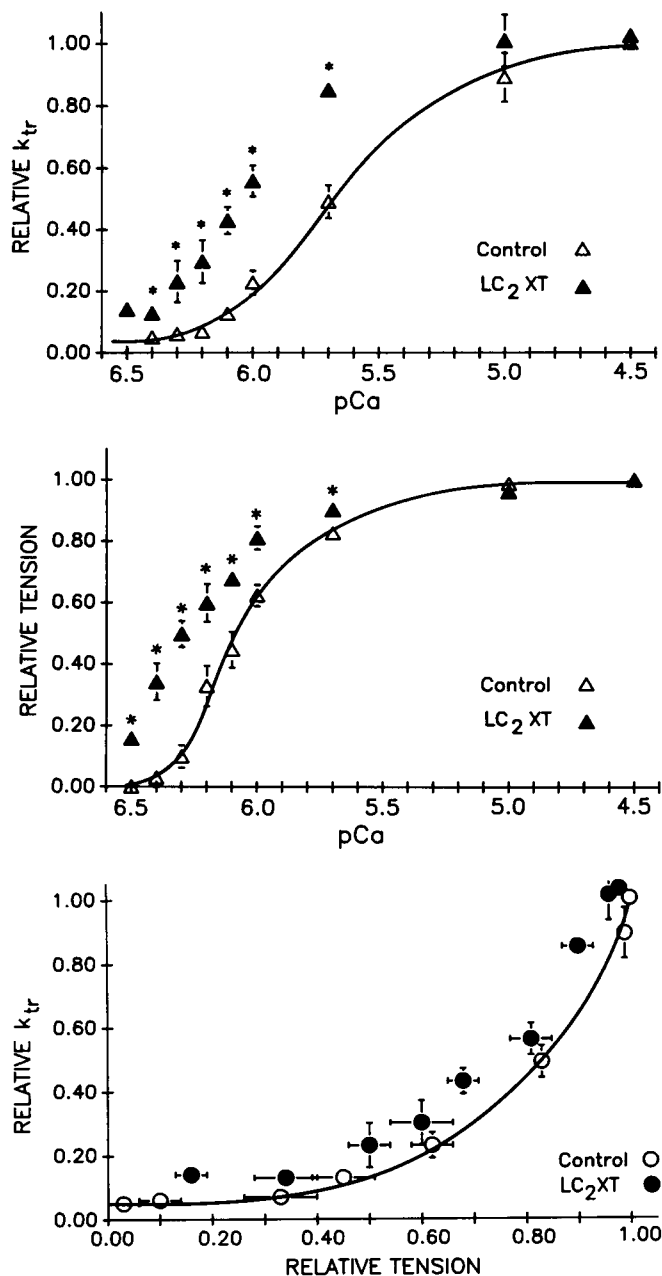 RELATIVE k_tr
1.00
0.80
0.60
0.40
0.20
0.00
*
*
*
*
*
*
Control △
LC₂ XT ▲
6.5 6.0 5.5 5.0 4.5
pCa
RELATIVE TENSION
1.00
0.80
0.60
0.40
0.20
0.00
*
*
*
*
*
*
*
Control △
LC₂ XT ▲
6.5 6.0 5.5 5.0 4.5
pCa
RELATIVE k_tr
1.00
0.80
0.60
0.40
0.20
0.00
Control ○
LC₂XT ●
0.00 0.20 0.40 0.60 0.80 1.00
RELATIVE TENSION